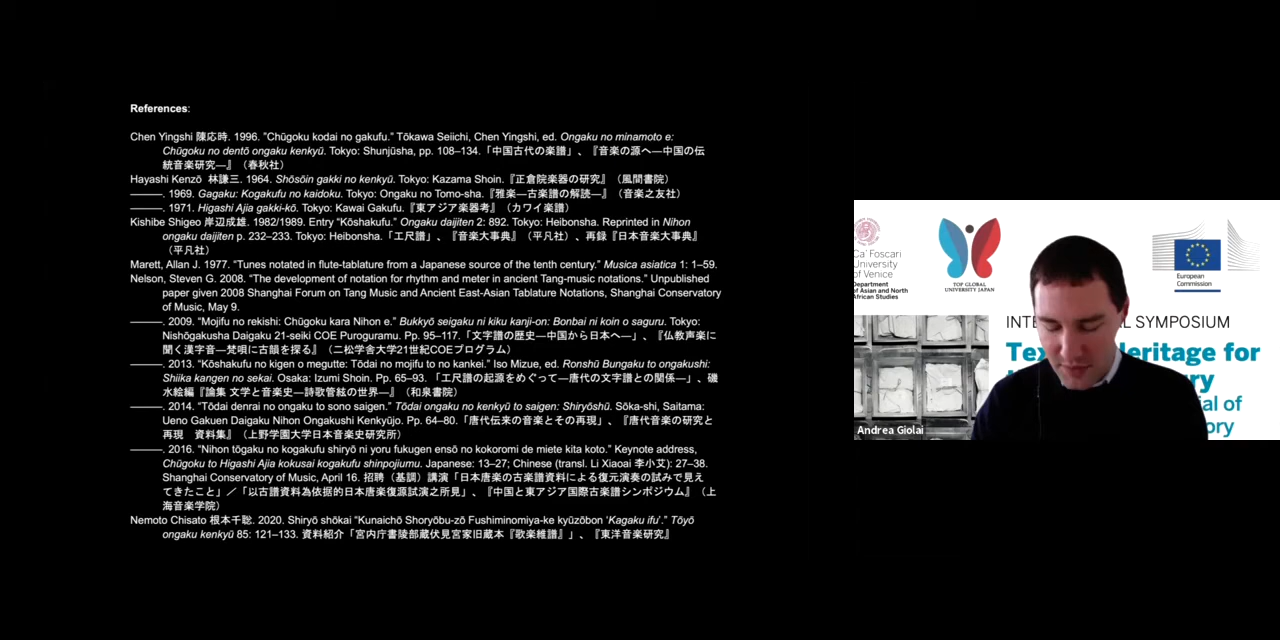 References:
Chen Yingshi 陳応時. 1996. "Chūgoku kodai no gakufu." Tōkawa Seiichi, Chen Yingshi, ed. Ongaku no minamoto e:
Chūgoku no dentō ongaku kenkyū. Tokyo: Shunjūsha, pp. 108–134.「中国古代の楽譜」、『音楽の源へ―中国の伝
統音楽研究―』（春秋社）
Hayashi Kenzō 林謙三. 1964. Shōsōin gakki no kenkyū. Tokyo: Kazama Shoin.『正倉院楽器の研究』（風間書院）
———. 1969. Gagaku: Kogakufu no kaidoku. Tokyo: Ongaku no Tomo-sha.『雅楽―古楽譜の解読―』（音楽之友社）
———. 1971. Higashi Ajia gakki-kō. Tokyo: Kawai Gakufu.『東アジア楽器考』（カワイ楽譜）
Kishibe Shigeo 岸辺成雄. 1982/1989. Entry "Kōshakufu." Ongaku daijiten 2: 892. Tokyo: Heibonsha. Reprinted in Nihon
ongaku daijiten p. 232–233. Tokyo: Heibonsha.「工尺譜」、『音楽大事典』（平凡社）、再録『日本音楽大事典』
（平凡社）
Marett, Allan J. 1977. "Tunes notated in flute-tablature from a Japanese source of the tenth century." Musica asiatica 1: 1–59.
Nelson, Steven G. 2008. "The development of notation for rhythm and meter in ancient Tang-music notations." Unpublished
paper given 2008 Shanghai Forum on Tang Music and Ancient East-Asian Tablature Notations, Shanghai Conservatory
of Music, May 9.
———. 2009. "Mojifu no rekishi: Chūgoku kara Nihon e." Bukkyō seigaku ni kiku kanji-on: Bonbai ni koin o saguru. Tokyo:
Nishōgakusha Daigaku 21-seiki COE Puroguramu. Pp. 95–117.「文字譜の歴史―中国から日本へ―」、『仏教声楽に
聞く漢字音―梵唄に古韻を探る』（二松学舎大学21世紀COEプログラム）
———. 2013. "Kōshakufu no kigen o megutte: Tōdai no mojifu to no kankei." Iso Mizue, ed. Ronshū Bungaku to ongakushi:
Shiika kangen no sekai. Osaka: Izumi Shoin. Pp. 65–93. 「工尺譜の起源をめぐって―唐代の文字譜との関係―」、磯
水絵編『論集 文学と音楽史―詩歌管絃の世界―』（和泉書院）
———. 2014. "Tōdai denrai no ongaku to sono saigen." Tōdai ongaku no kenkyū to saigen: Shiryōshū. Sōka-shi, Saitama:
Ueno Gakuen Daigaku Nihon Ongakushi Kenkyūjo. Pp. 64–80.「唐代伝来の音楽とその再現」、『唐代音楽の研究と
再現 資料集』（上野学園大学日本音楽史研究所）
———. 2016. "Nihon tōgaku no kogakufu shiryō ni yoru fukugen ensō no kokoromi de miete kita koto." Keynote address,
Chūgoku to Higashi Ajia kokusai kogakufu shinpojiumu. Japanese: 13–27; Chinese (transl. Li Xiaoai 李小艾): 27–38.
Shanghai Conservatory of Music, April 16. 招聘（基調）講演「日本唐楽の古楽譜資料による復元演奏の試みで見え
てきたこと」／「以古譜資料為依据的日本唐楽復源試演之所見」、『中国と東アジア国際古楽譜シンポジウム』（上
海音楽学院）
Nemoto Chisato 根本千聡. 2020. Shiryō shōkai "Kunaichō Shoryōbu-zō Fushiminomiya-ke kyūzōbon 'Kagaku ifu'." Tōyō
ongaku kenkyū 85: 121–133. 資料紹介「宮内庁書陵部蔵伏見宮家旧蔵本『歌楽維譜』」、『東洋音楽研究』
Ca' Foscari
University
of Venice
Department
of Asian and North
African Studies
TOP GLOBAL
UNIVERSITY JAPAN
European
Commission
SYMPOSIUM
Heritage for
ial of
Andrea Giolai